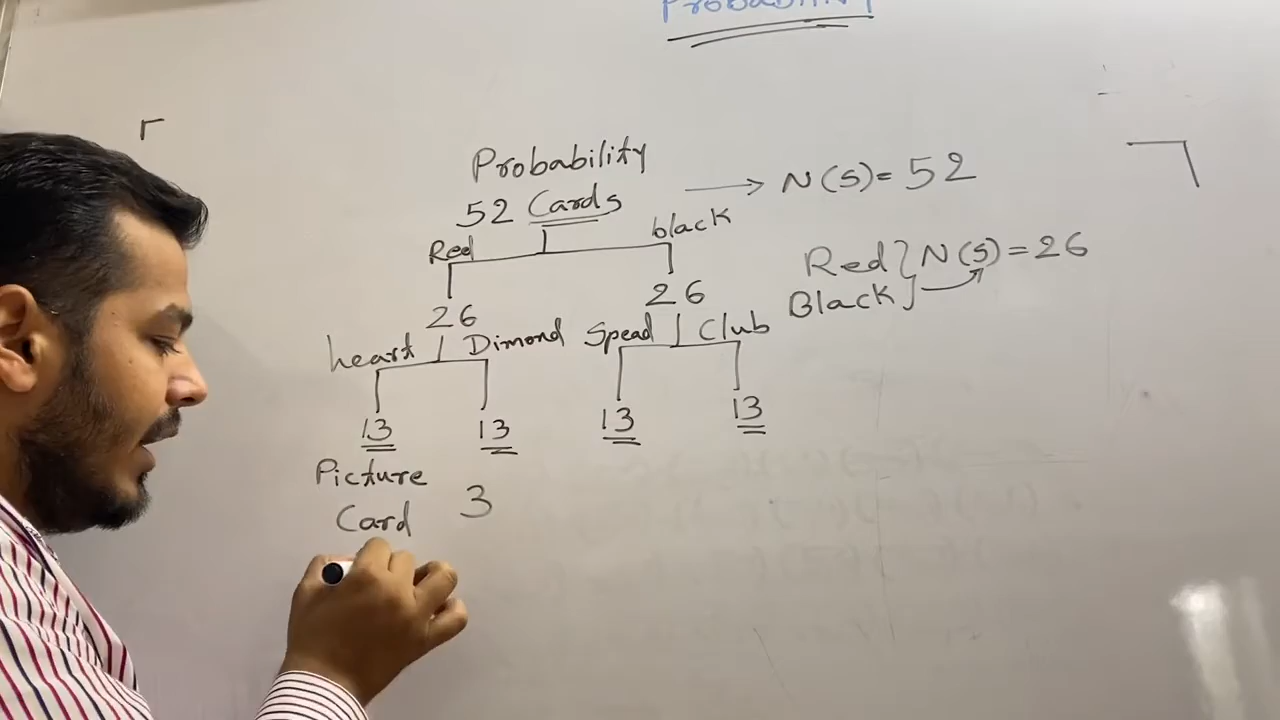 PROBABILITY
Probability
52 Cards
→ N(S)= 52
Red black
26 26
Red } N(S)=26
Black
heart Dimond Spead Club
13 13 13 13
Picture
Card 3